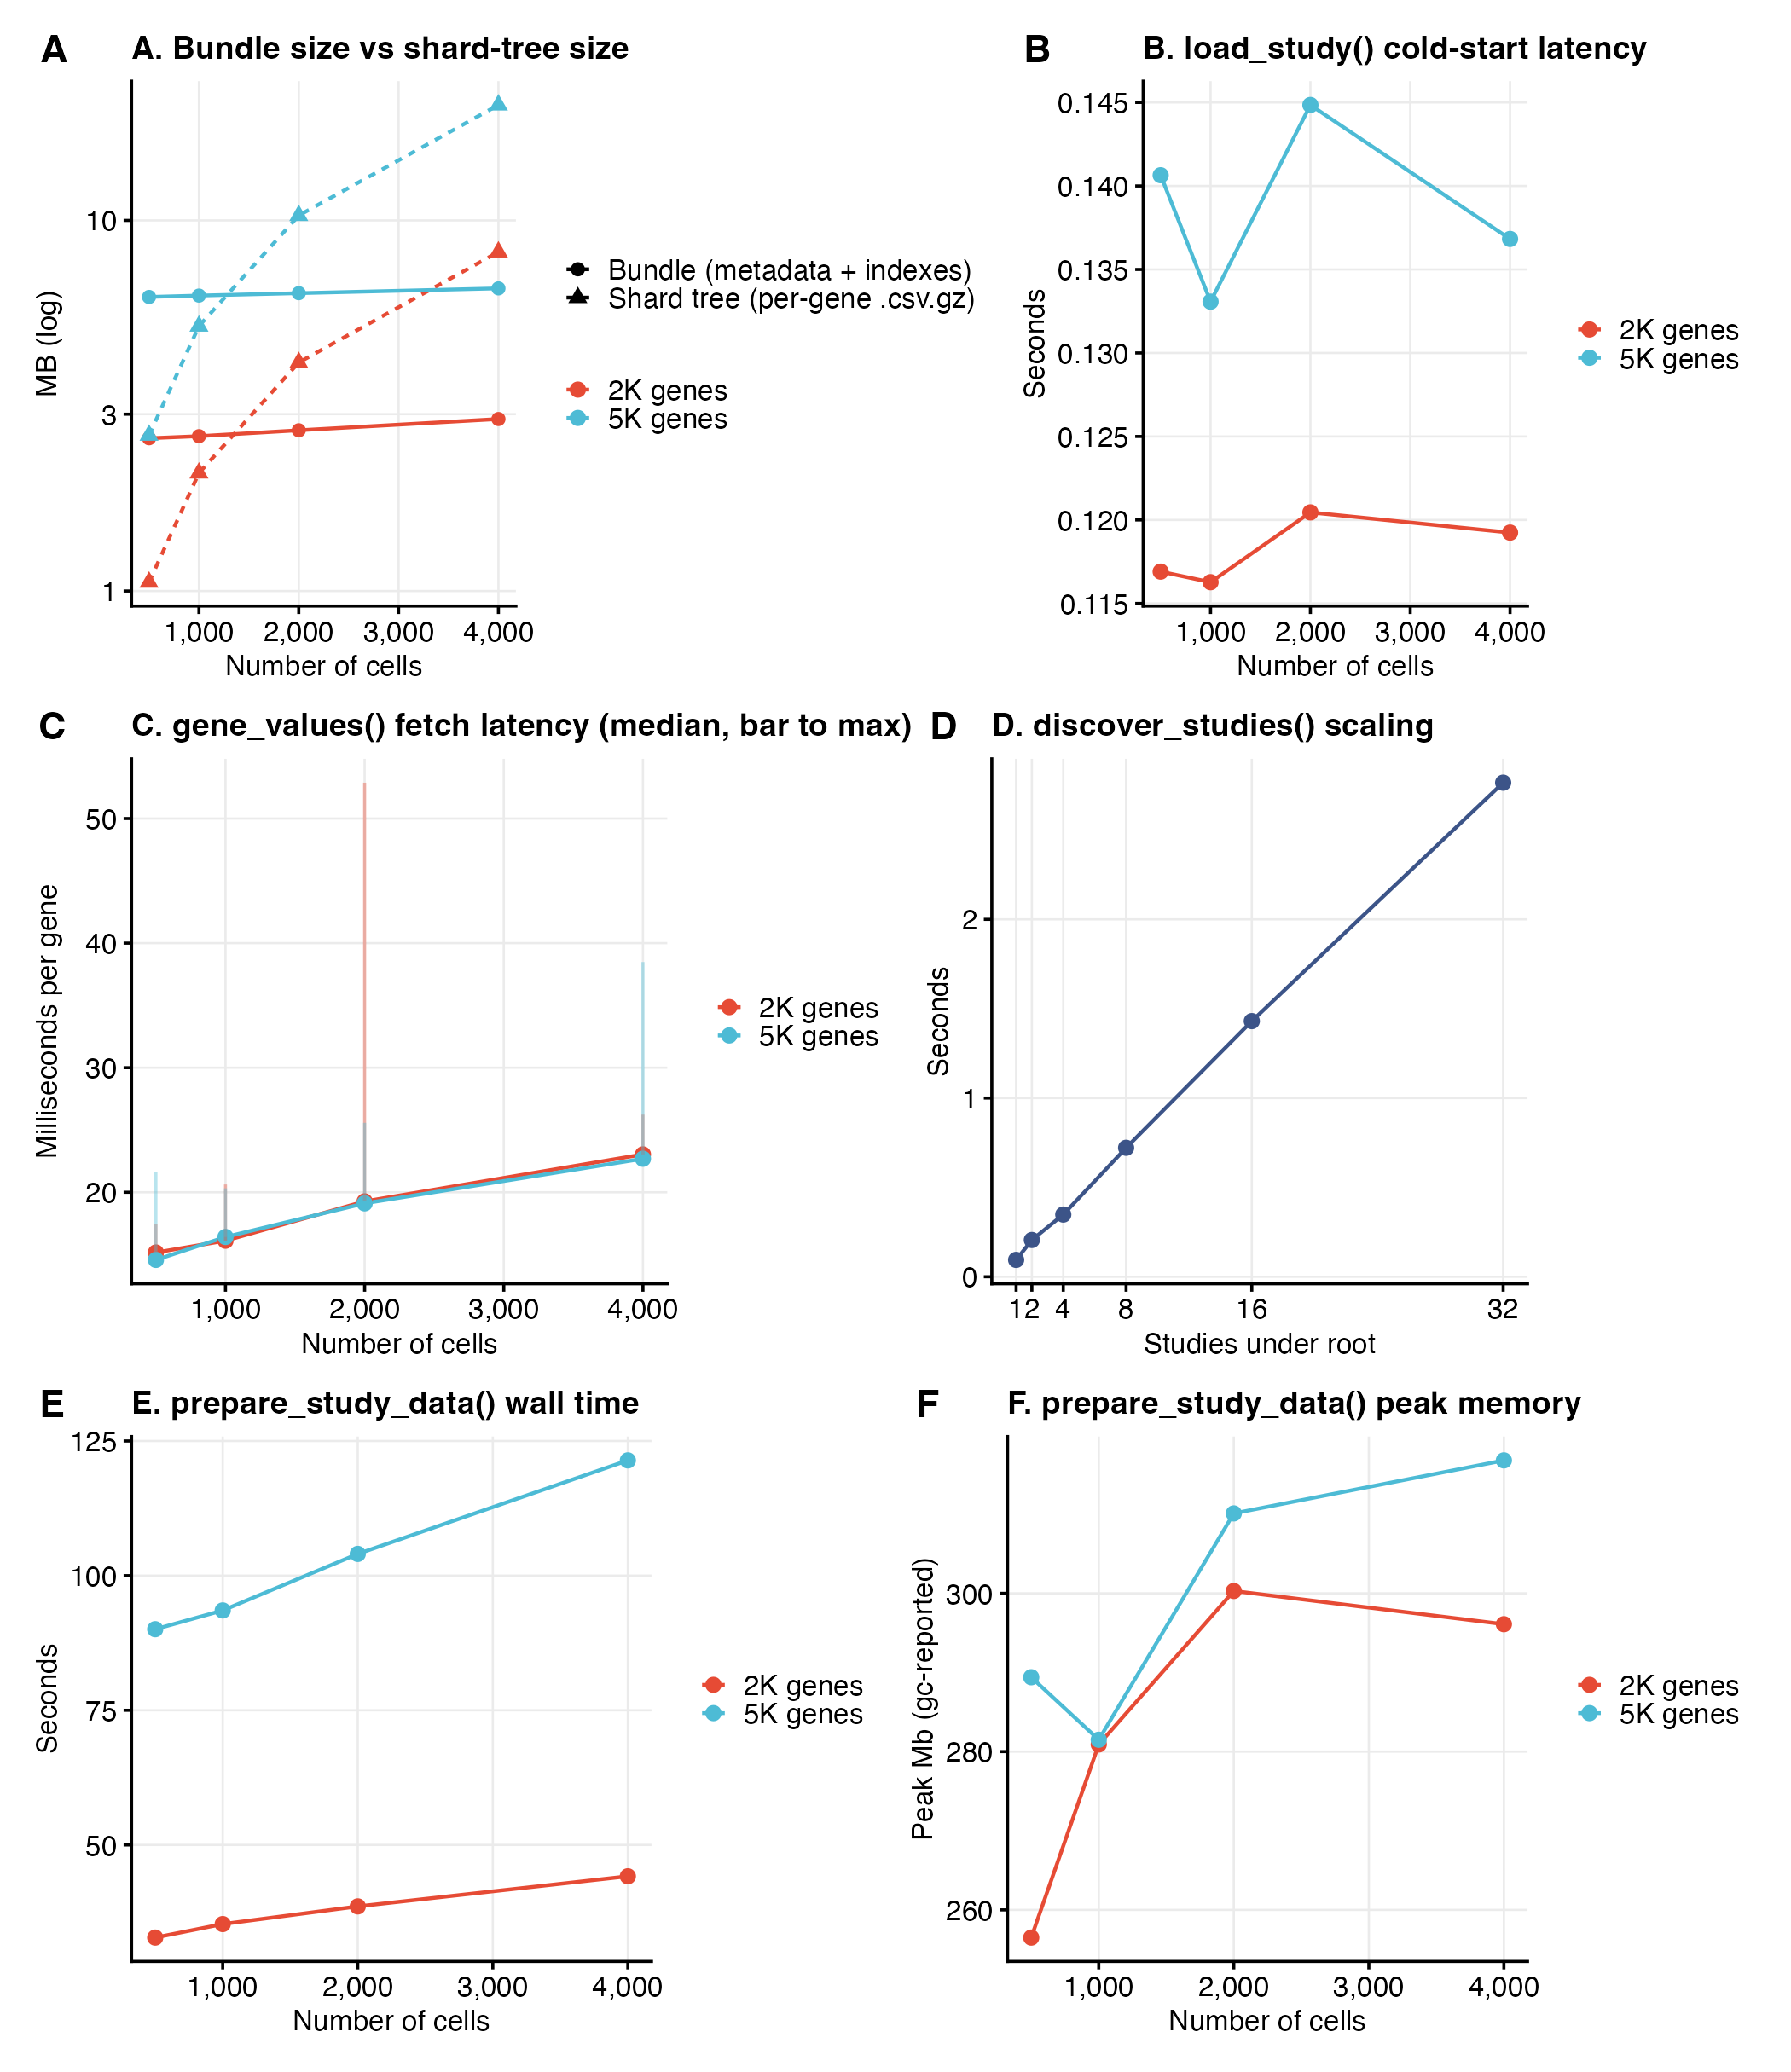 A
A. Bundle size vs shard-tree size
MB (log)
10
3
1
1,000
2,000
3,000
4,000
Number of cells
Bundle (metadata + indexes)
Shard tree (per-gene .csv.gz)
2K genes
5K genes
B
B. load_study() cold-start latency
Seconds
0.145
0.140
0.135
0.130
0.125
0.120
0.115
1,000
2,000
3,000
4,000
Number of cells
2K genes
5K genes
C
C. gene_values() fetch latency (median, bar to max)
Milliseconds per gene
50
40
30
20
1,000
2,000
3,000
4,000
Number of cells
2K genes
5K genes
D
D. discover_studies() scaling
Seconds
2
1
0
1
2
4
8
16
32
Studies under root
E
E. prepare_study_data() wall time
Seconds
125
100
75
50
1,000
2,000
3,000
4,000
Number of cells
2K genes
5K genes
F
F. prepare_study_data() peak memory
Peak Mb (gc-reported)
300
280
260
1,000
2,000
3,000
4,000
Number of cells
2K genes
5K genes